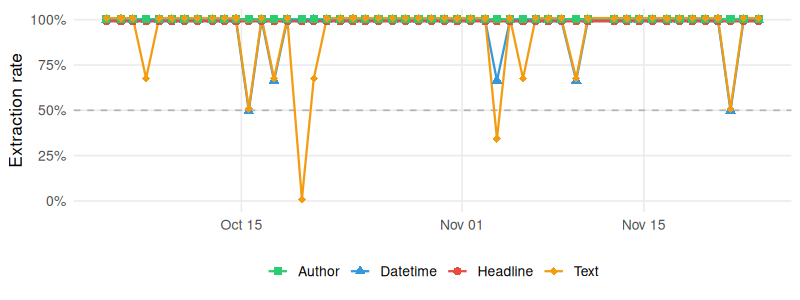 100%
75%
50%
25%
0%
Extraction rate
Oct 15 Nov 01 Nov 15
Author Datetime Headline Text